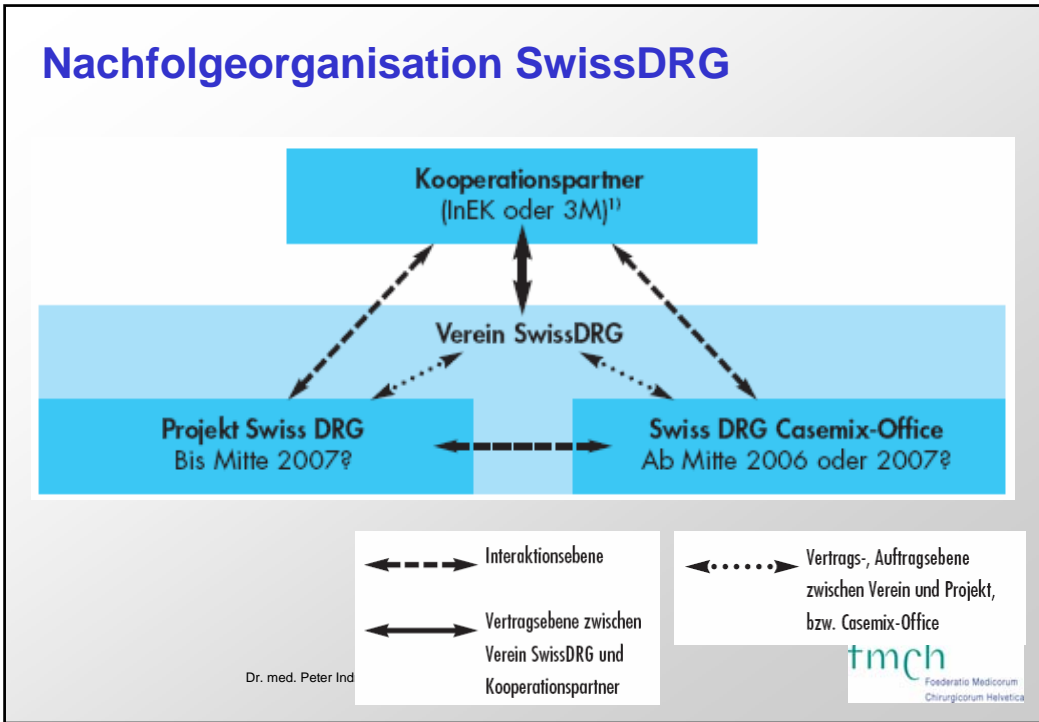 Nachfolgeorganisation SwissDRG
Kooperationspartner
(InEK oder 3M)¹⁾
Verein SwissDRG
Projekt Swiss DRG
Bis Mitte 2007?
Swiss DRG Casemix-Office
Ab Mitte 2006 oder 2007?
Interaktionsebene
Vertragsebene zwischen
Verein SwissDRG und
Kooperationspartner
Vertrags-, Auftragsebene
zwischen Verein und Projekt,
bzw. Casemix-Office
Dr. med. Peter Ind
fmch
Foederatio Medicorum
Chirurgicorum Helvetica